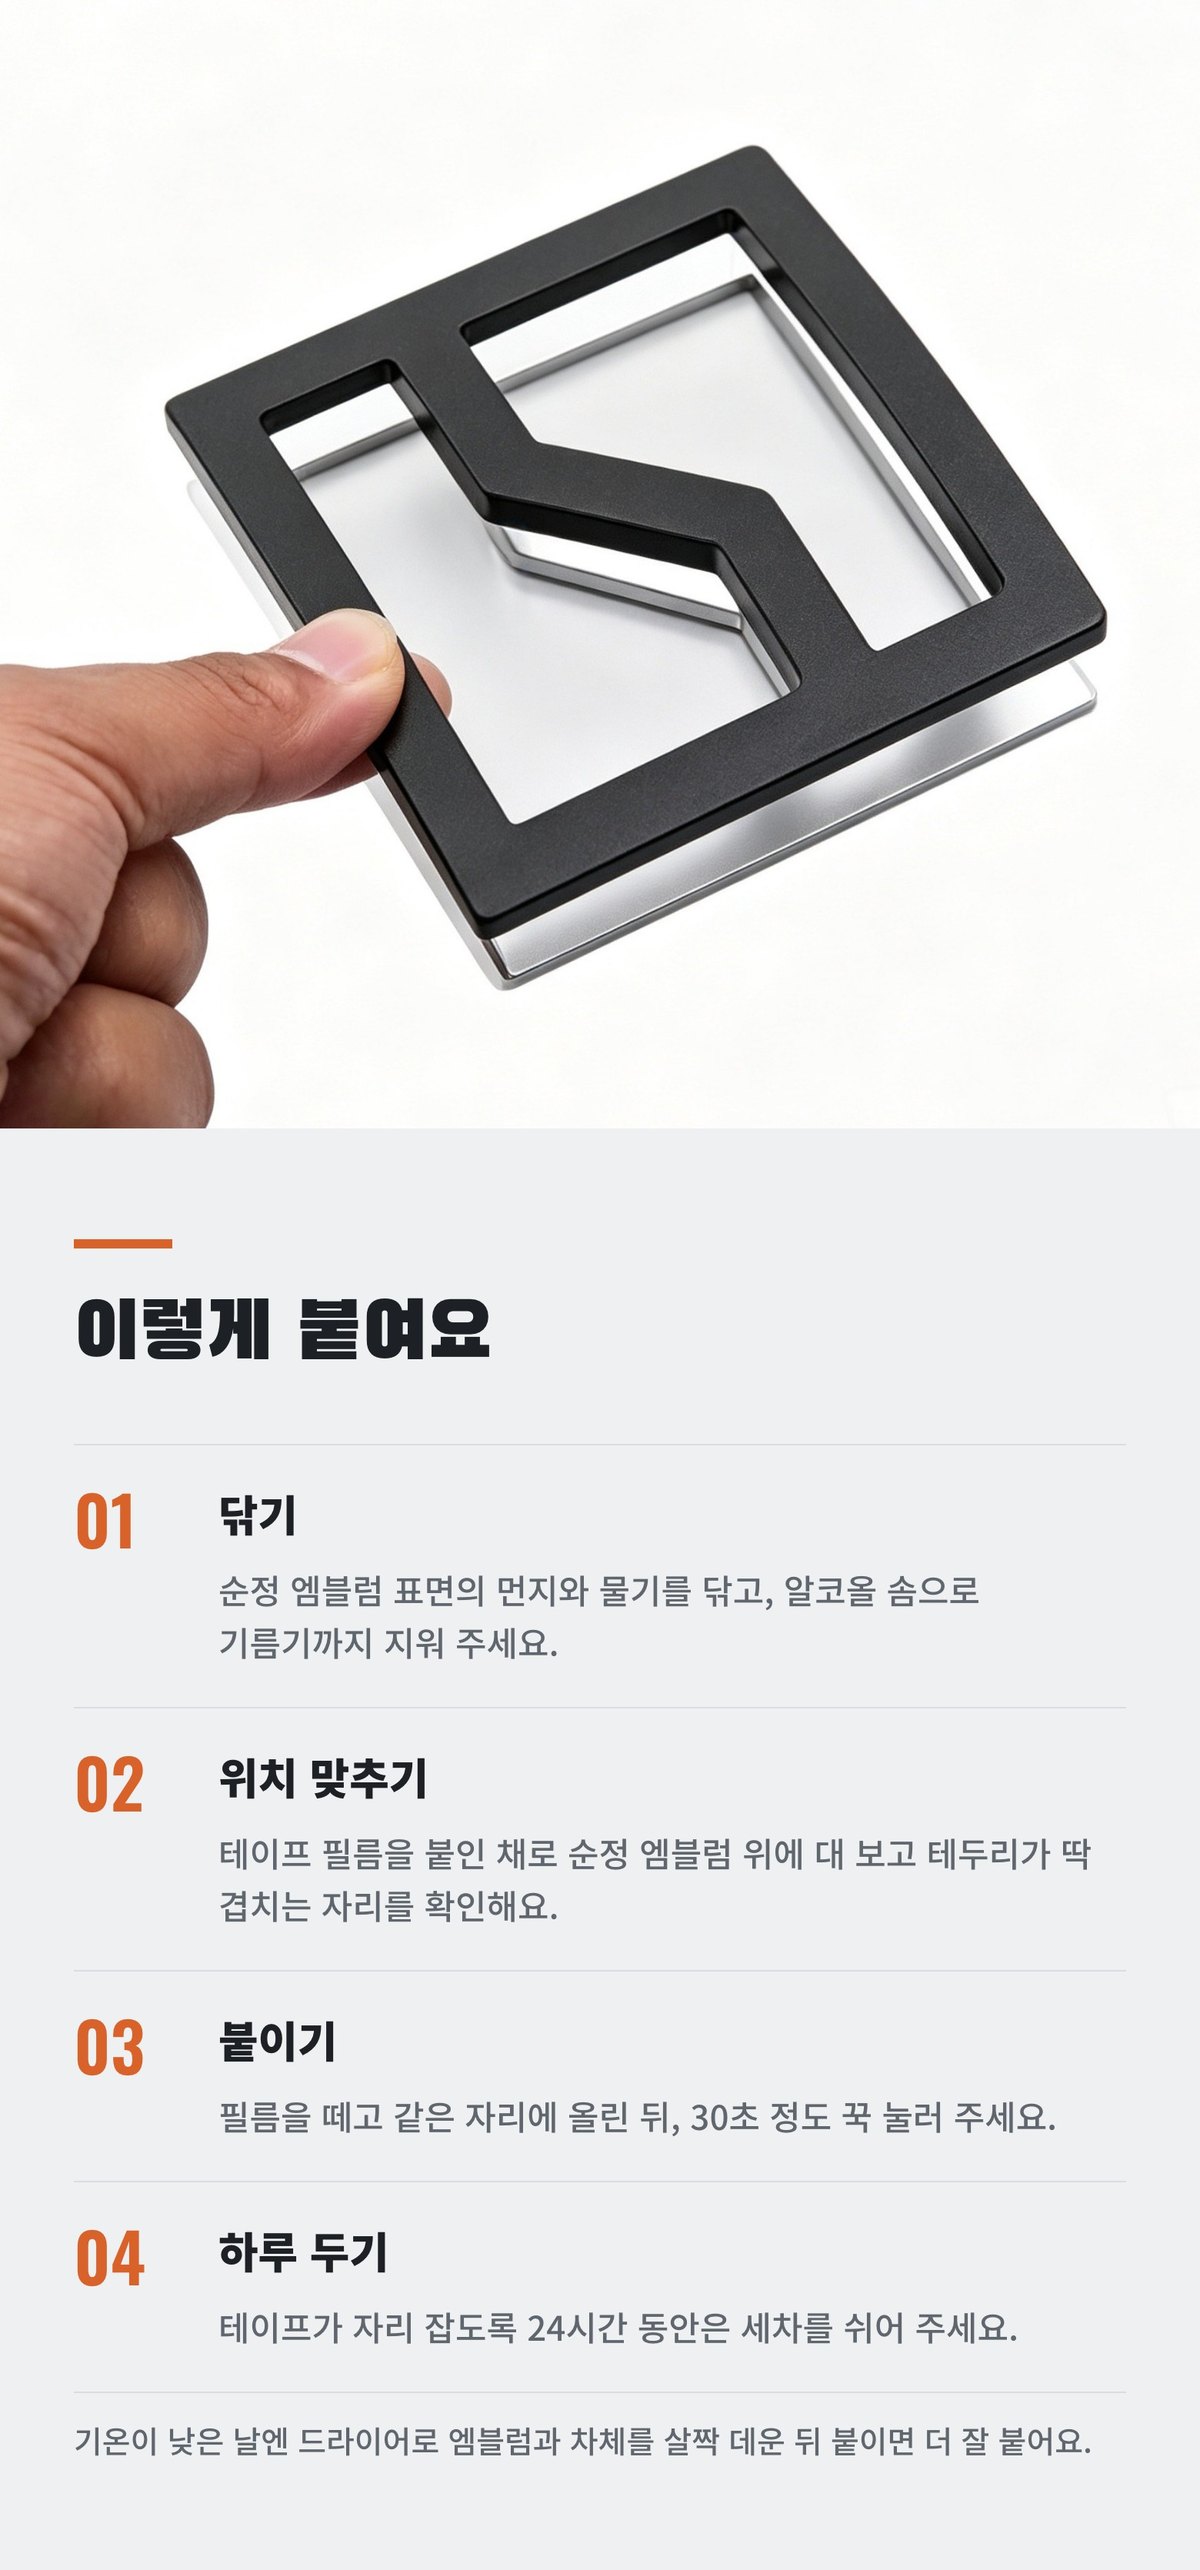 이렇게 붙여요
01
닦기
순정 엠블럼 표면의 먼지와 물기를 닦고, 알코올 솜으로
기름기까지 지워 주세요.
02
위치 맞추기
테이프 필름을 붙인 채로 순정 엠블럼 위에 대 보고 테두리가 딱
겹치는 자리를 확인해요.
03
붙이기
필름을 떼고 같은 자리에 올린 뒤, 30초 정도 꾹 눌러 주세요.
04
하루 두기
테이프가 자리 잡도록 24시간 동안은 세차를 쉬어 주세요.
기온이 낮은 날엔 드라이어로 엠블럼과 차체를 살짝 데운 뒤 붙이면 더 잘 붙어요.